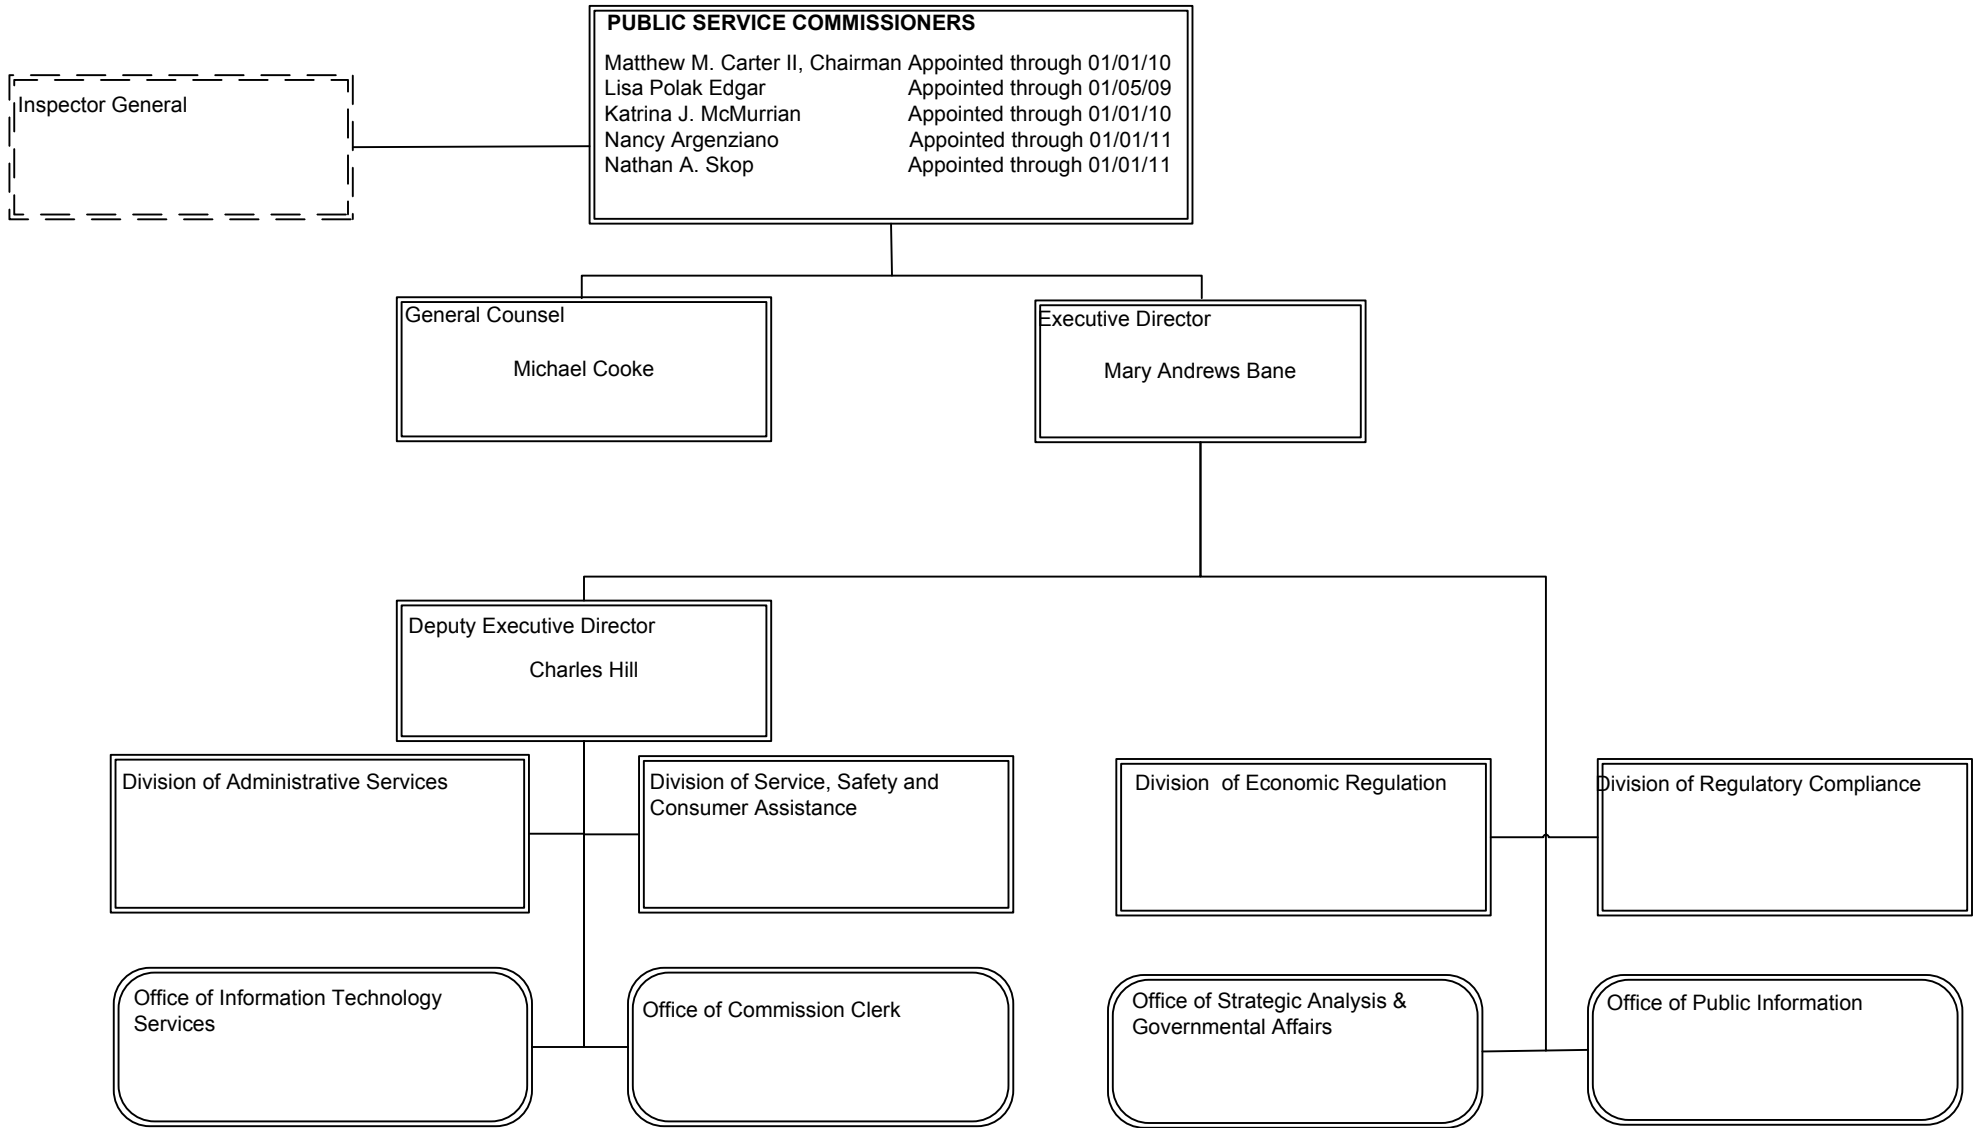 PUBLIC SERVICE COMMISSIONERS
Matthew M. Carter II, Chairman Appointed through 01/01/10
Lisa Polak Edgar Appointed through 01/05/09
Katrina J. McMurrian Appointed through 01/01/10
Nancy Argenziano Appointed through 01/01/11
Nathan A. Skop Appointed through 01/01/11
Inspector General
General Counsel
Michael Cooke
Executive Director
Mary Andrews Bane
Deputy Executive Director
Charles Hill
Division of Administrative Services
Division of Service, Safety and
Consumer Assistance
Division of Economic Regulation
Division of Regulatory Compliance
Office of Information Technology
Services
Office of Commission Clerk
Office of Strategic Analysis &
Governmental Affairs
Office of Public Information